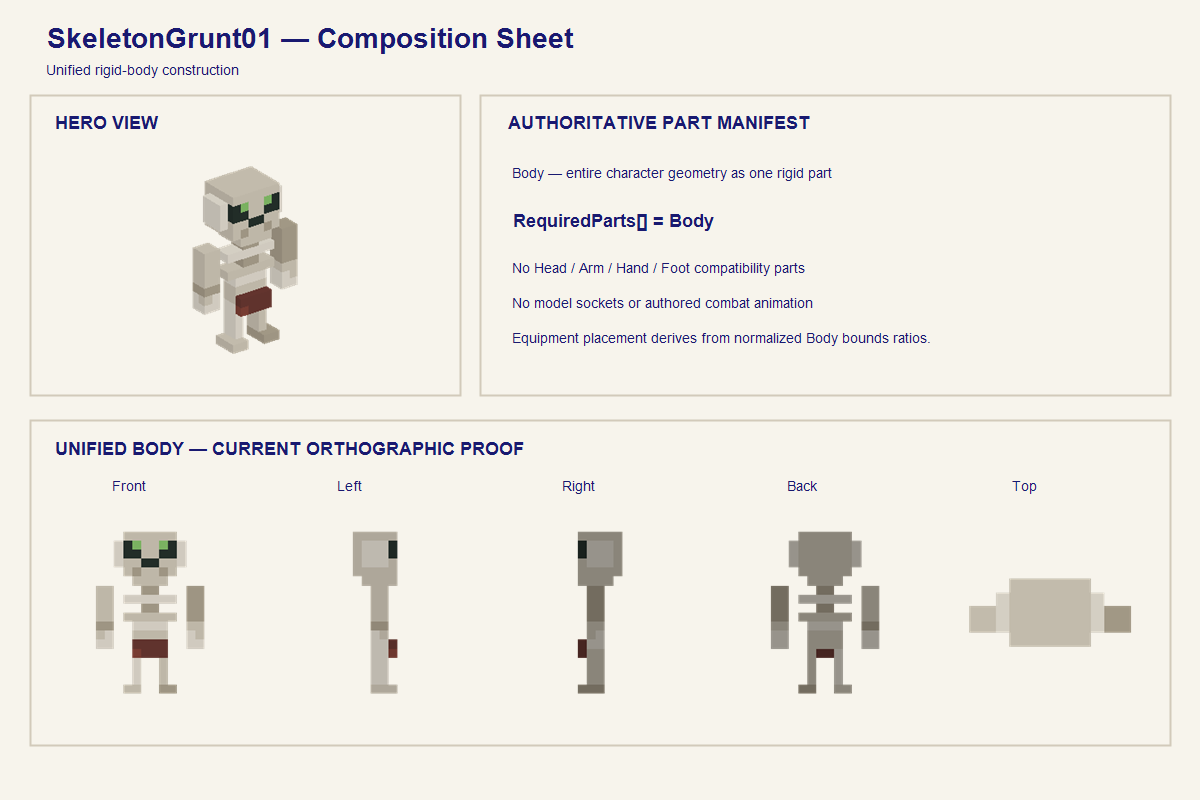 SkeletonGrunt01 — Composition Sheet
Unified rigid-body construction
HERO VIEW
AUTHORITATIVE PART MANIFEST
Body — entire character geometry as one rigid part
RequiredParts[] = Body
No Head / Arm / Hand / Foot compatibility parts
No model sockets or authored combat animation
Equipment placement derives from normalized Body bounds ratios.
UNIFIED BODY — CURRENT ORTHOGRAPHIC PROOF
Front Left Right Back Top